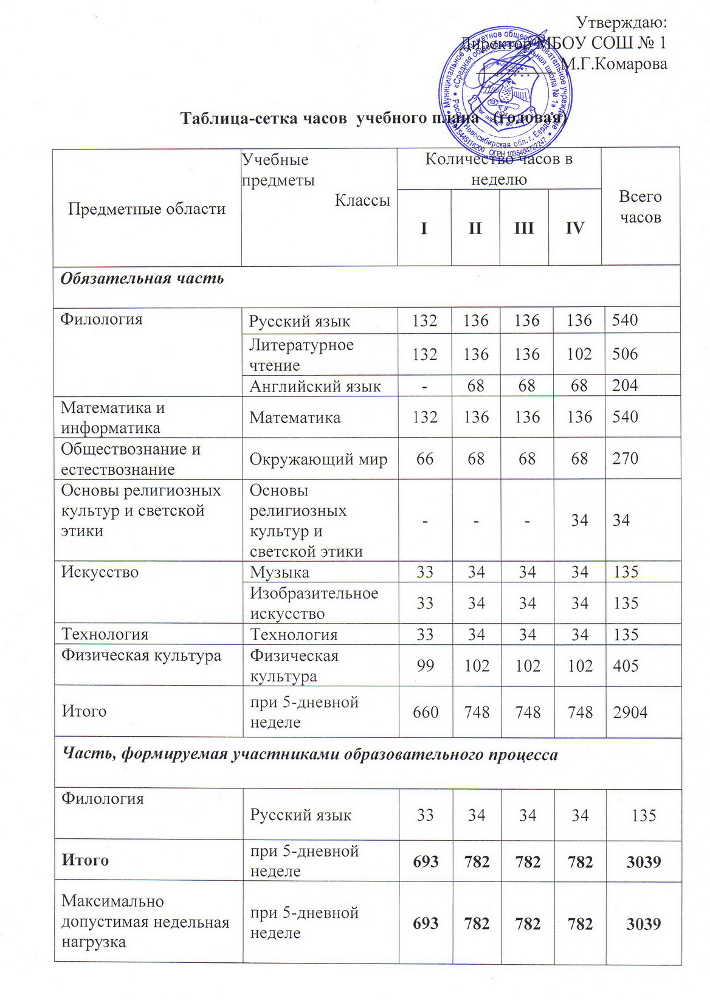 Утверждаю:
Директор МБОУ СОШ № 1
М.Г.Комарова
Таблица-сетка часов учебного плана (годовая)
Предметные области
Учебные
предметы
Классы
Количество часов в
неделю
Всего
часов
I II III IV
Обязательная часть
Филология
Русский язык 132 136 136 136 540
Литературное
чтение 132 136 136 102 506
Английский язык - 68 68 68 204
Математика и
информатика
Математика 132 136 136 136 540
Обществознание и
естествознание
Окружающий мир 66 68 68 68 270
Основы религиозных
культур и светской
этики
Основы
религиозных
культур и
светской этики
- - - 34 34
Искусство
Музыка 33 34 34 34 135
Изобразительное
искусство 33 34 34 34 135
Технология Технология 33 34 34 34 135
Физическая культура
Физическая
культура 99 102 102 102 405
Итого
при 5-дневной
неделе 660 748 748 748 2904
Часть, формируемая участниками образовательного процесса
Филология
Русский язык 33 34 34 34 135
Итого
при 5-дневной
неделе 693 782 782 782 3039
Максимально
допустимая недельная
нагрузка
при 5-дневной
неделе 693 782 782 782 3039
Муниципальное бюджетное общеобразовательное учреждение
«Средняя общеобразовательная школа № 1»
Россия Новосибирская обл. г. Бердск
ОГРН 1035404727247
Per aspera ad astra